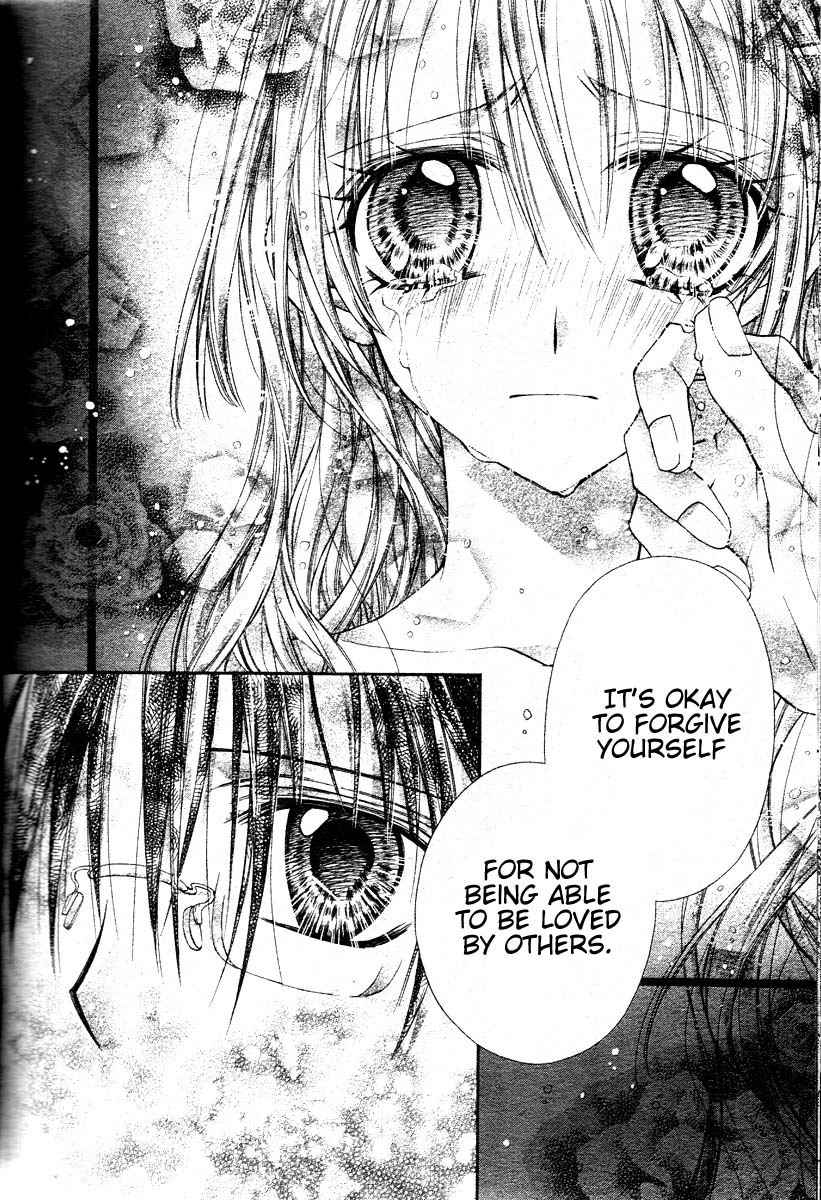 IT'S OKAY
TO FORGIVE
YOURSELF
FOR NOT
BEING ABLE
TO BE LOVED
BY OTHERS.